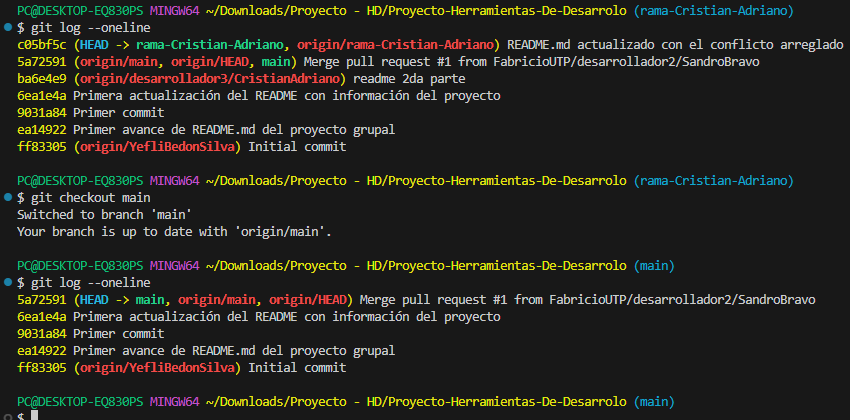 PC@DESKTOP-EQ830PS MINGW64 ~/Downloads/Proyecto - HD/Proyecto-Herramientas-De-Desarrolo (rama-Cristian-Adriano)
$ git log --oneline
c05bf5c (HEAD -> rama-Cristian-Adriano, origin/rama-Cristian-Adriano) README.md actualizado con el conflicto arreglado
5a72591 (origin/main, origin/HEAD, main) Merge pull request #1 from FabricioUTP/desarrollador2/SandroBravo
ba6e4e9 (origin/desarrollador3/CristianAdriano) readme 2da parte
6ea1e4a Primera actualización del README con información del proyecto
9031a84 Primer commit
ea14922 Primer avance de README.md del proyecto grupal
ff83305 (origin/YefliBedonSilva) Initial commit
PC@DESKTOP-EQ830PS MINGW64 ~/Downloads/Proyecto - HD/Proyecto-Herramientas-De-Desarrolo (rama-Cristian-Adriano)
$ git checkout main
Switched to branch 'main'
Your branch is up to date with 'origin/main'.
PC@DESKTOP-EQ830PS MINGW64 ~/Downloads/Proyecto - HD/Proyecto-Herramientas-De-Desarrolo (main)
$ git log --oneline
5a72591 (HEAD -> main, origin/main, origin/HEAD) Merge pull request #1 from FabricioUTP/desarrollador2/SandroBravo
6ea1e4a Primera actualización del README con información del proyecto
9031a84 Primer commit
ea14922 Primer avance de README.md del proyecto grupal
ff83305 (origin/YefliBedonSilva) Initial commit
PC@DESKTOP-EQ830PS MINGW64 ~/Downloads/Proyecto - HD/Proyecto-Herramientas-De-Desarrolo (main)
$